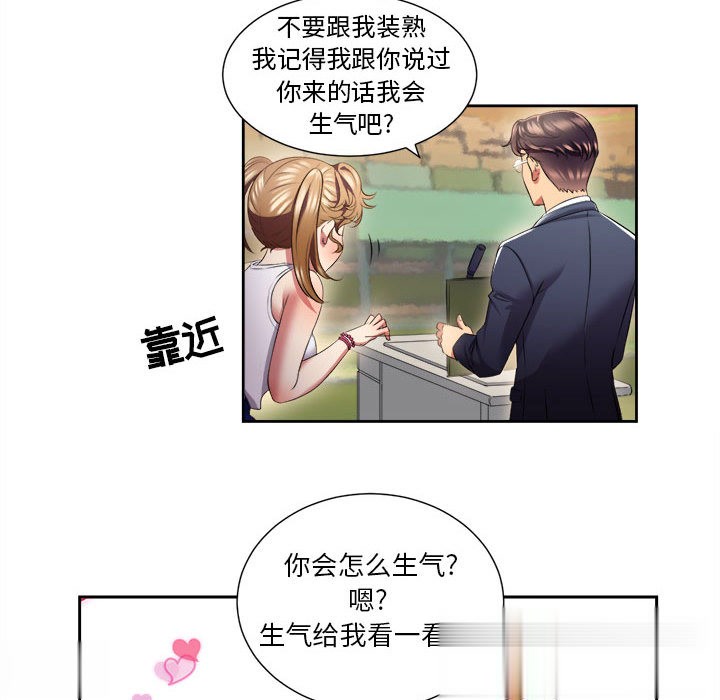 不要跟我装熟
我记得我跟你说过
你来的话我会
生气吧?
靠近
你会怎么生气?
嗯?
生气给我看一看